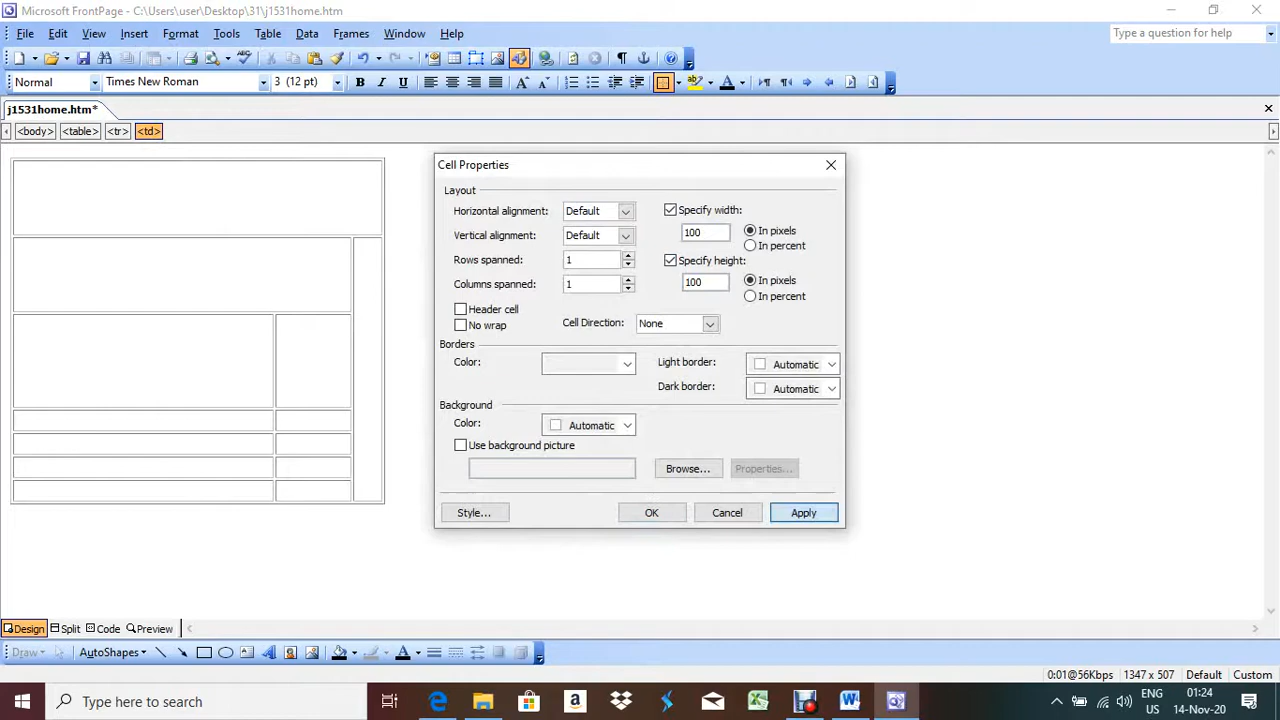 Microsoft FrontPage - C:\Users\user\Desktop\31\j1531home.htm
File Edit View Insert Format Tools Table Data Frames Window Help
Type a question for help
Normal Times New Roman 3 (12 pt) B I U
j1531home.htm*
<body> <table> <tr> <td>
Cell Properties
Layout
Horizontal alignment: Default
Specify width:
100 In pixels
In percent
Vertical alignment: Default
Rows spanned: 1
Specify height:
100 In pixels
In percent
Columns spanned: 1
Header cell
No wrap
Cell Direction: None
Borders
Color:
Light border: Automatic
Dark border: Automatic
Background
Color: Automatic
Use background picture
Browse... Properties...
Style... OK Cancel Apply
Design Split Code Preview
Draw AutoShapes
0:01@56Kbps 1347 x 507 Default Custom
Type here to search
ENG
US
01:24
14-Nov-20